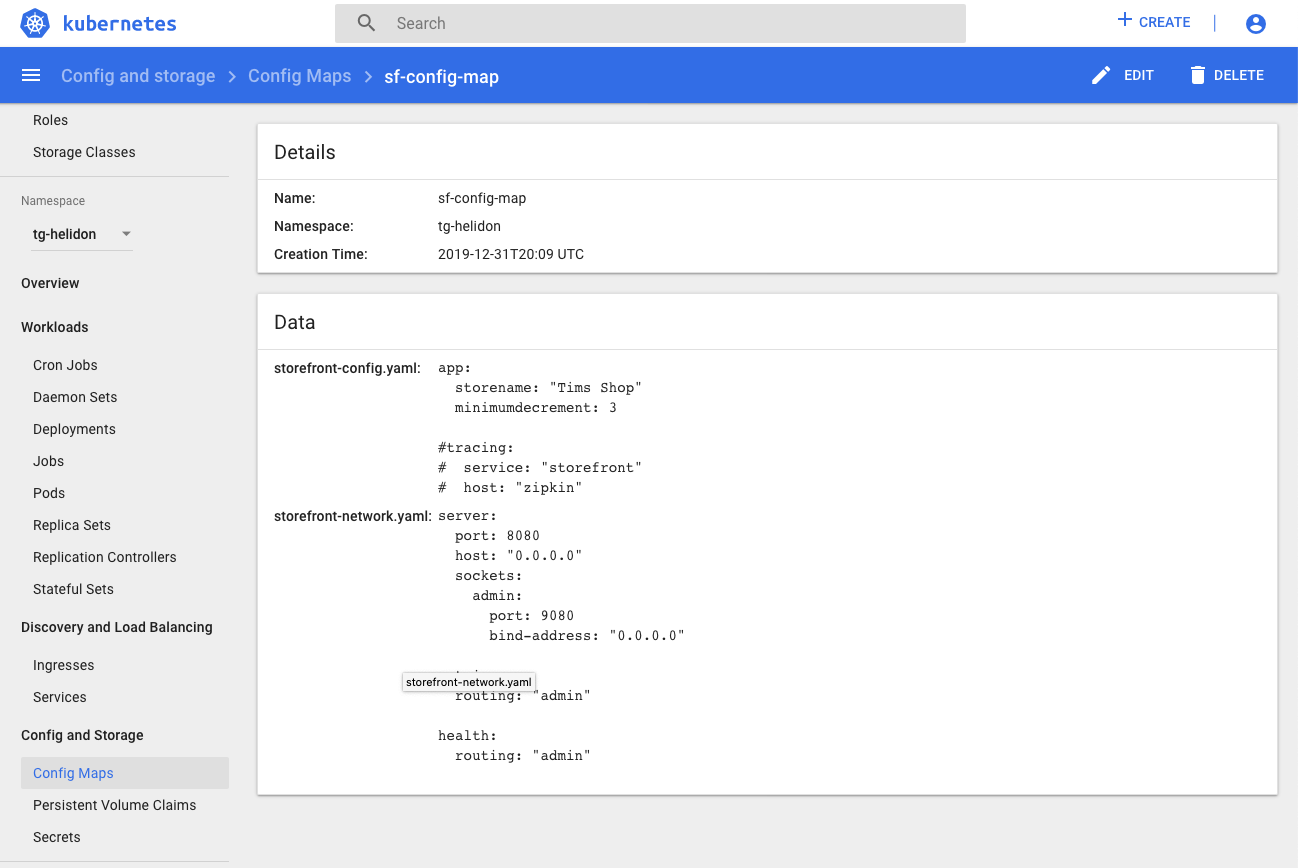 kubernetes
Search
CREATE
Config and storage > Config Maps > sf-config-map
EDIT
DELETE
Roles
Storage Classes
Namespace
tg-helidon
Overview
Workloads
Cron Jobs
Daemon Sets
Deployments
Jobs
Pods
Replica Sets
Replication Controllers
Stateful Sets
Discovery and Load Balancing
Ingresses
Services
Config and Storage
Config Maps
Persistent Volume Claims
Secrets
Details
Name: sf-config-map
Namespace: tg-helidon
Creation Time: 2019-12-31T20:09 UTC
Data
storefront-config.yaml: app:
  storename: "Tims Shop"
  minimumdecrement: 3
#tracing:
#  service: "storefront"
#  host: "zipkin"
storefront-network.yaml: server:
  port: 8080
  host: "0.0.0.0"
  sockets:
    admin:
      port: 9080
      bind-address: "0.0.0.0"
storefront-network.yaml
  routing: "admin"
health:
  routing: "admin"